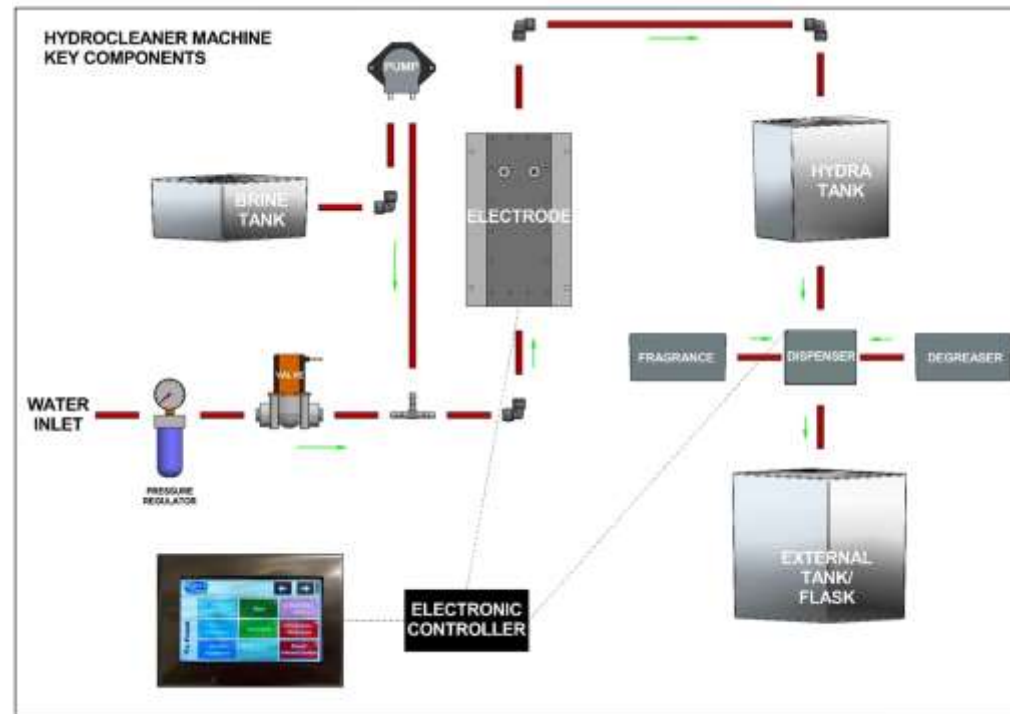 HYDROCLEANER MACHINE
KEY COMPONENTS
PUMP
BRINE
TANK
ELECTRODE
HYDRA
TANK
FRAGRANCE
DISPENSER
DEGREASER
WATER
INLET
VALVE
PRESSURE
REGULATOR
EXTERNAL
TANK/
FLASK
ELECTRONIC
CONTROLLER